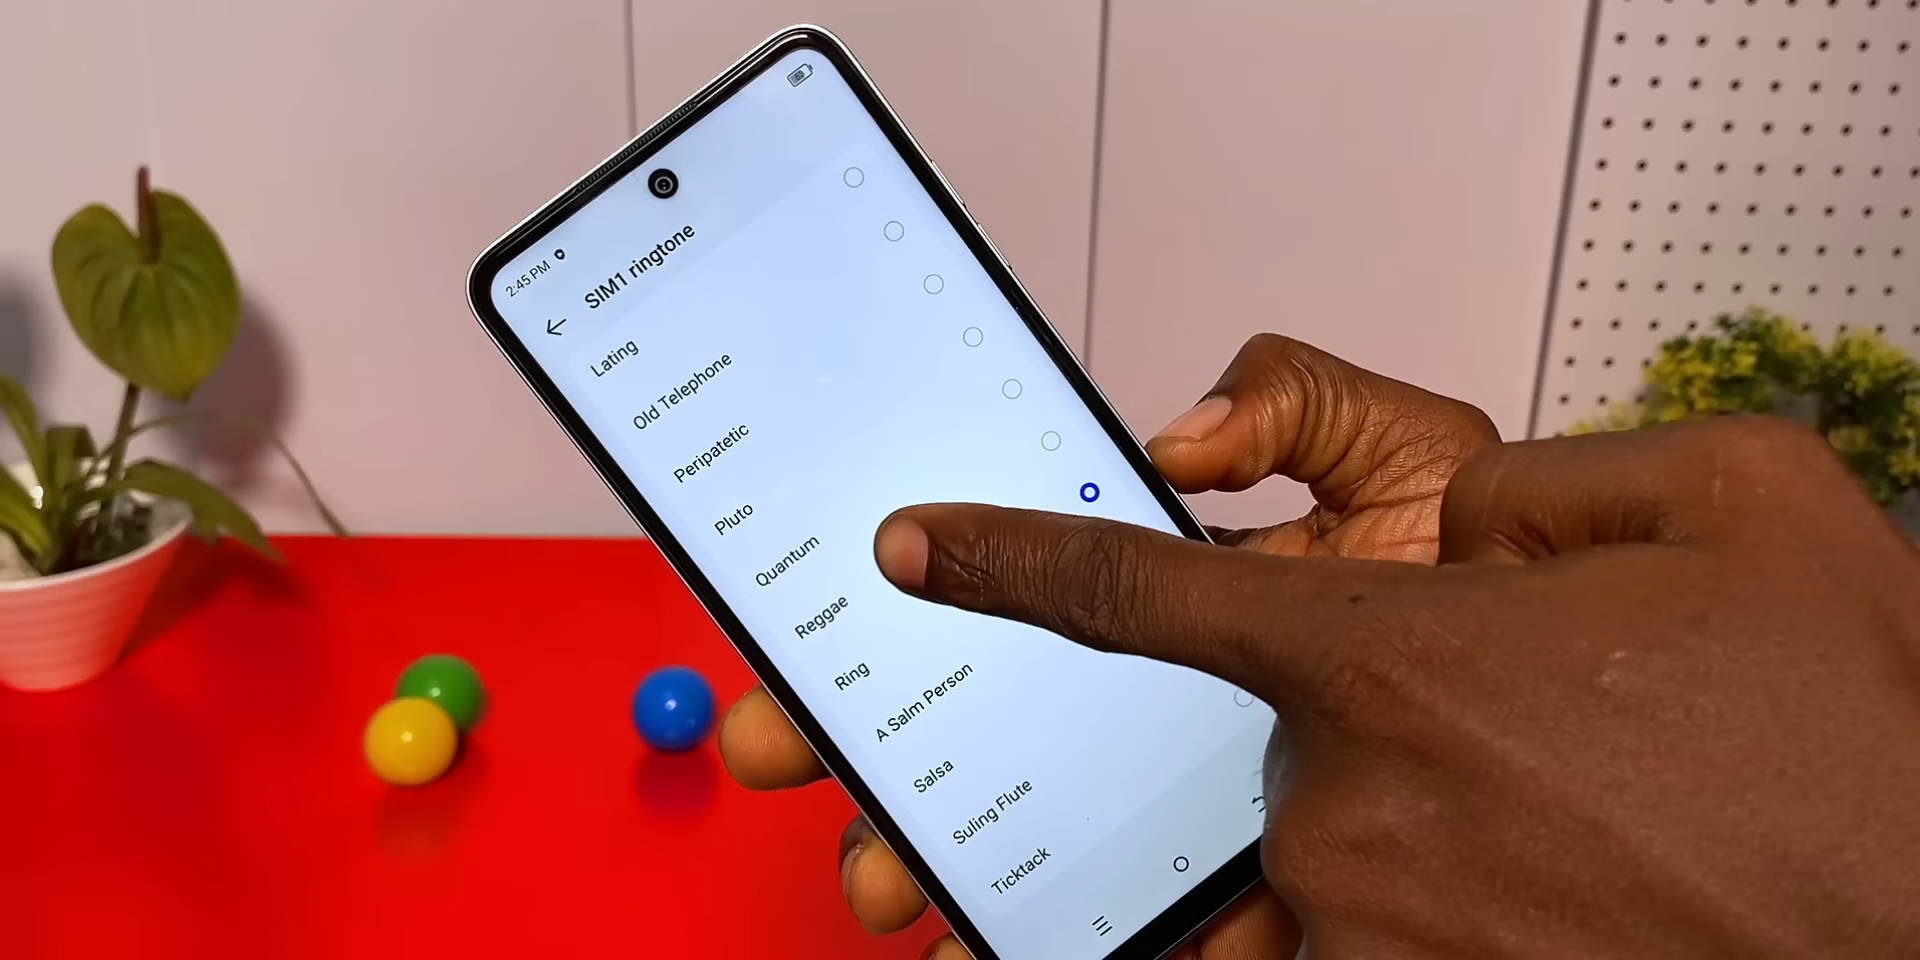 2:45 PM
SIM1 ringtone
Lating
Old Telephone
Peripatetic
Pluto
Quantum
Reggae
Ring
A Salm Person
Salsa
Suling Flute
Ticktack